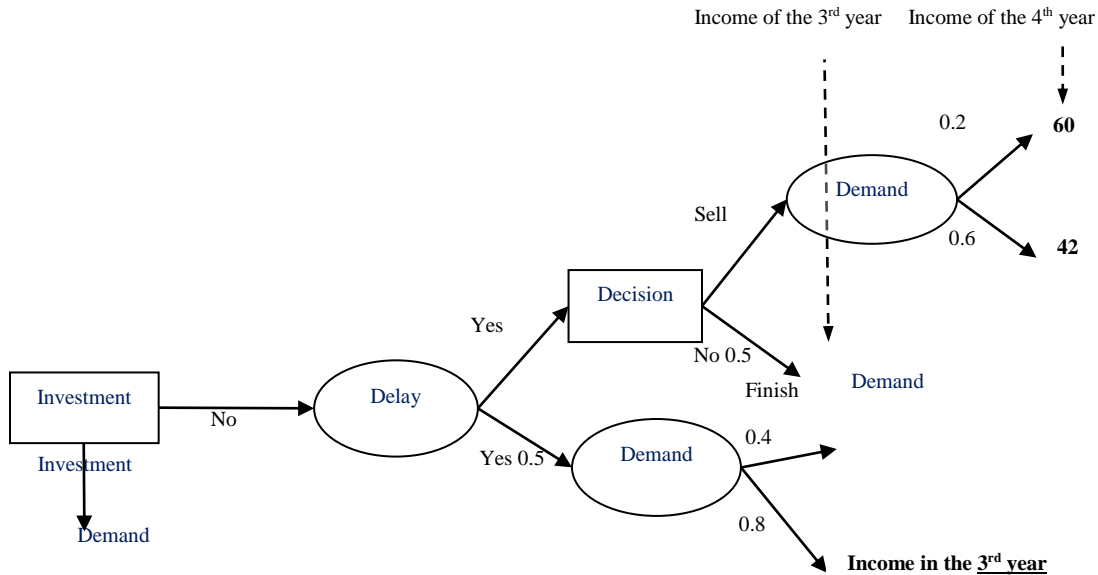 Income of the 3rd year
Income of the 4th year
0.2
60
Demand
Sell
0.6
42
Decision
Yes
No 0.5
Finish
Demand
Investment
No
Delay
Investment
Demand
Yes 0.5
Demand
0.4
0.8
Income in the 3rd year